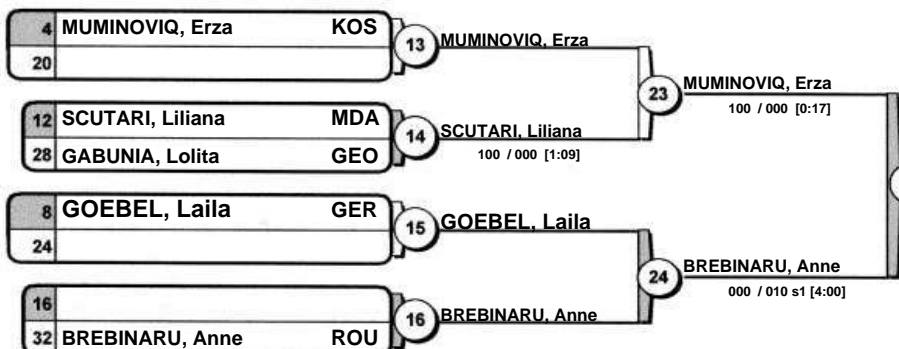 4 MUMINOVIQ, Erza KOS
20
13 MUMINOVIQ, Erza
12 SCUTARI, Liliana MDA
28 GABUNIA, Lolita GEO
14 SCUTARI, Liliana
100 / 000 [1:09]
23 MUMINOVIQ, Erza
100 / 000 [0:17]
8 GOEBEL, Laila GER
24
15 GOEBEL, Laila
16
32 BREBINARU, Anne ROU
16 BREBINARU, Anne
24 BREBINARU, Anne
000 / 010 s1 [4:00]